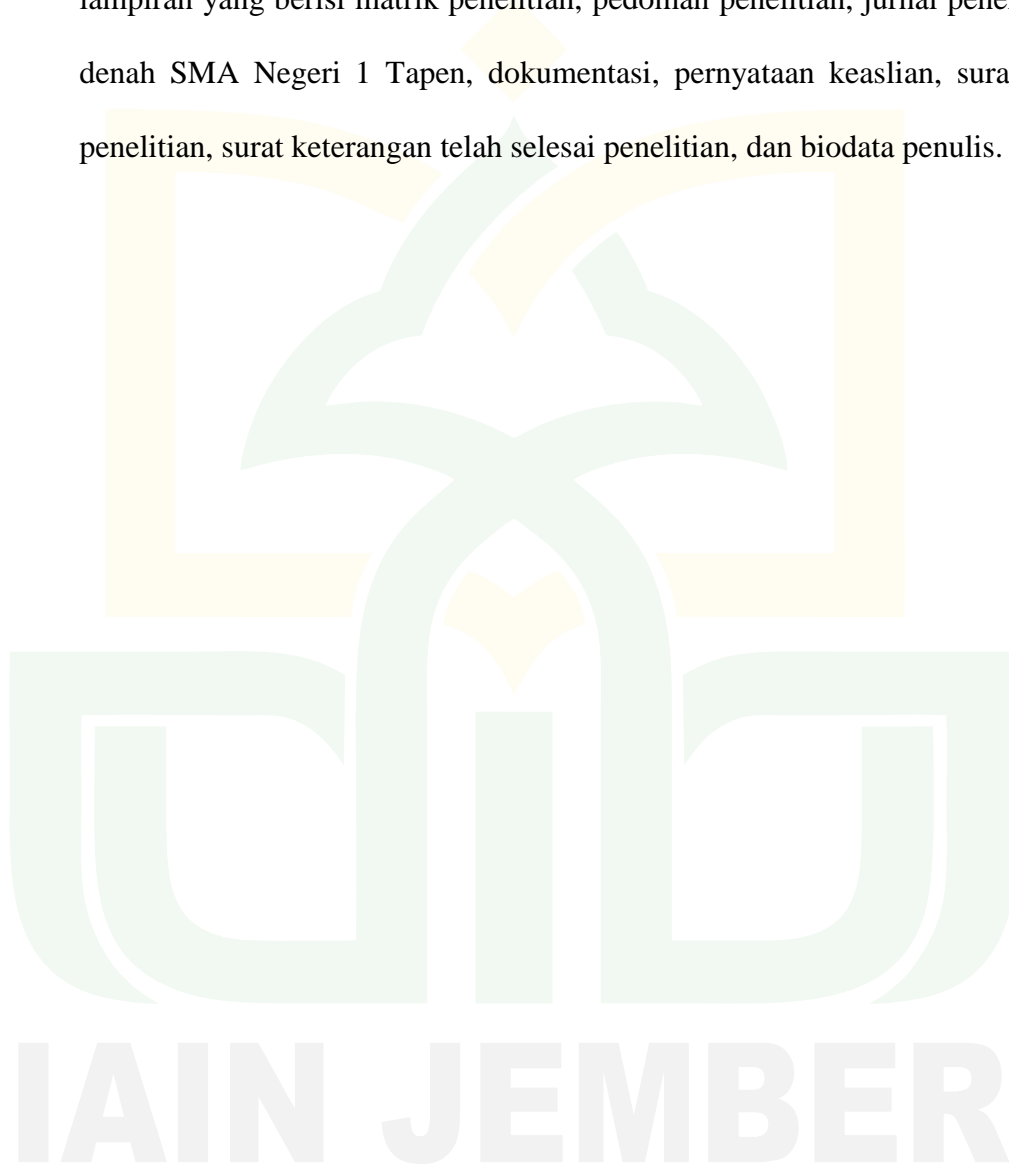 lampiran yang berisi matrik penelitian, pedoman penelitian, jurnal
denah SMA Negeri 1 Tapen, dokumentasi, pernyataan keaslian,
penelitian, surat keterangan telah selesai penelitian, dan biodata penulis.
IAIN JEMBER